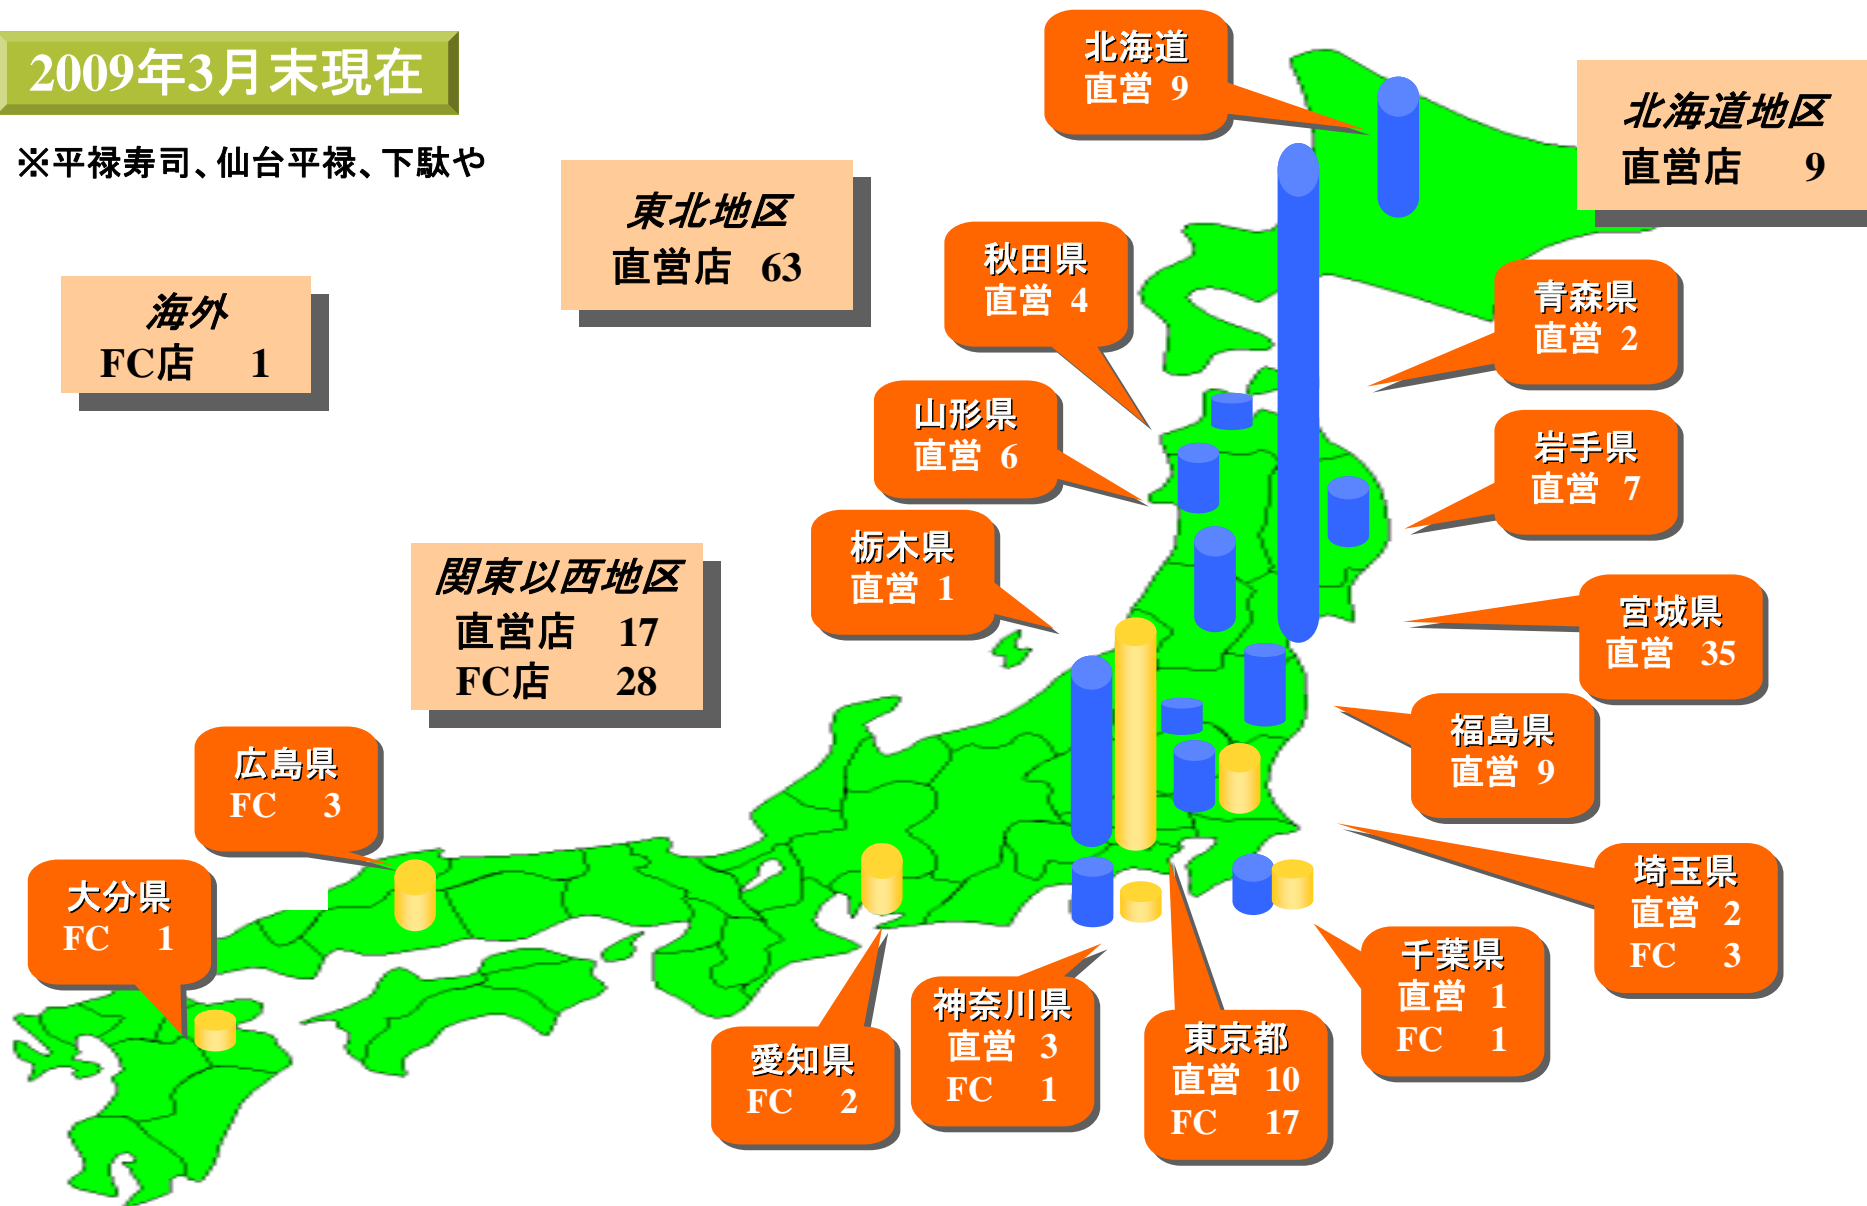 2009年3月末現在
※平禄寿司、仙台平禄、下駄や
海外
FC店 1
東北地区
直営店 63
北海道
直営 9
北海道地区
直営店 9
秋田県
直営 4
青森県
直営 2
山形県
直営 6
岩手県
直営 7
栃木県
直営 1
宮城県
直営 35
関東以西地区
直営店 17
FC店 28
福島県
直営 9
広島県
FC 3
埼玉県
直営 2
FC 3
大分県
FC 1
千葉県
直営 1
FC 1
神奈川県
直営 3
FC 1
東京都
直営 10
FC 17
愛知県
FC 2